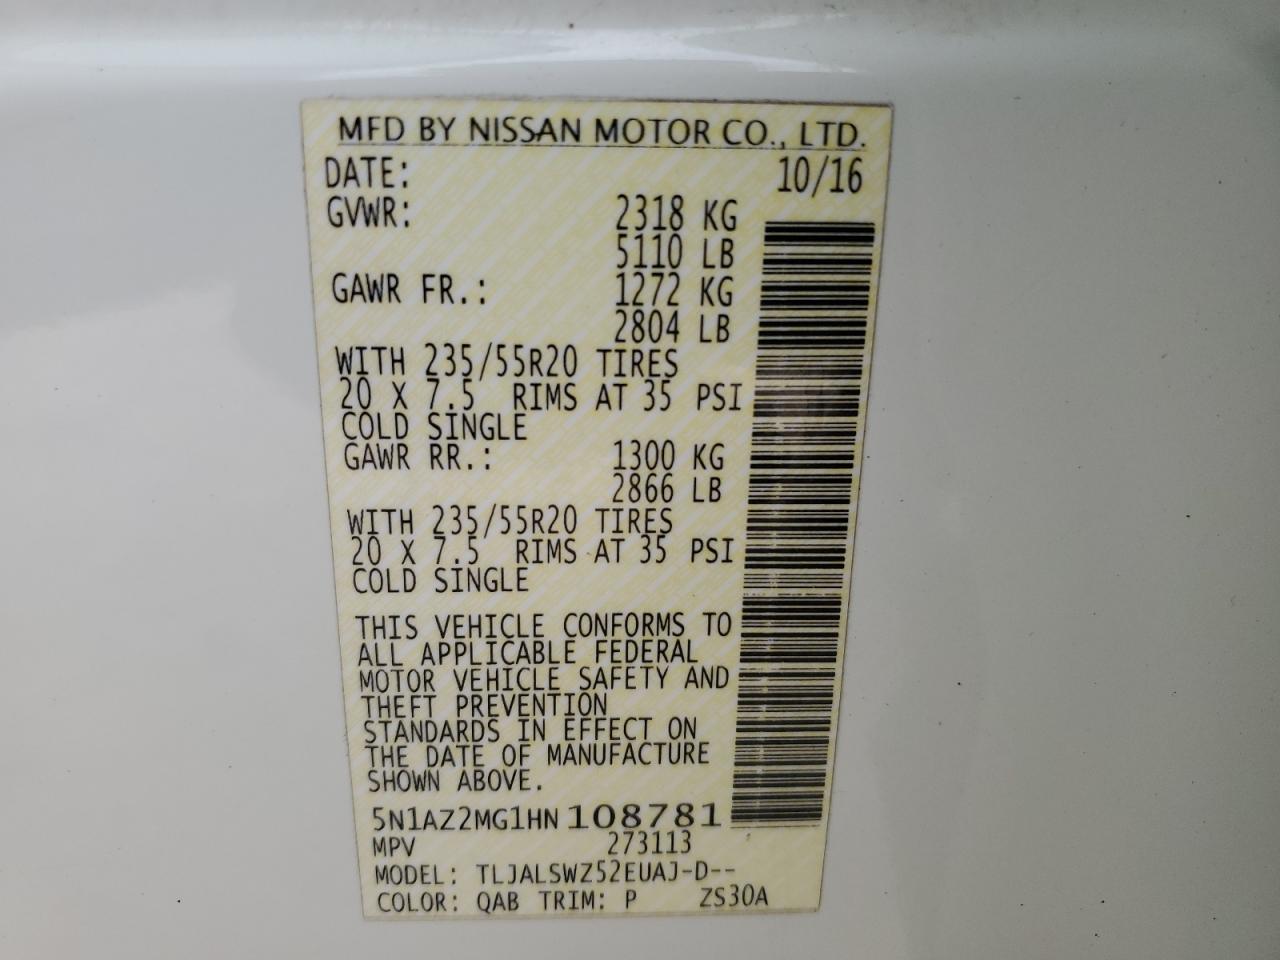 MFD BY NISSAN MOTOR CO., LTD.
DATE: 10/16
GVWR: 2318 KG
5110 LB
GAWR FR.: 1272 KG
2804 LB
WITH 235/55R20 TIRES
20 X 7.5 RIMS AT 35 PSI
COLD SINGLE
GAWR RR.: 1300 KG
2866 LB
WITH 235/55R20 TIRES
20 X 7.5 RIMS AT 35 PSI
COLD SINGLE
THIS VEHICLE CONFORMS TO
ALL APPLICABLE FEDERAL
MOTOR VEHICLE SAFETY AND
THEFT PREVENTION
STANDARDS IN EFFECT ON
THE DATE OF MANUFACTURE
SHOWN ABOVE.
5N1AZ2MG1HN108781
MPV 273113
MODEL: TLJALSWZ52EUAJ-D--
COLOR: QAB TRIM: P ZS30A